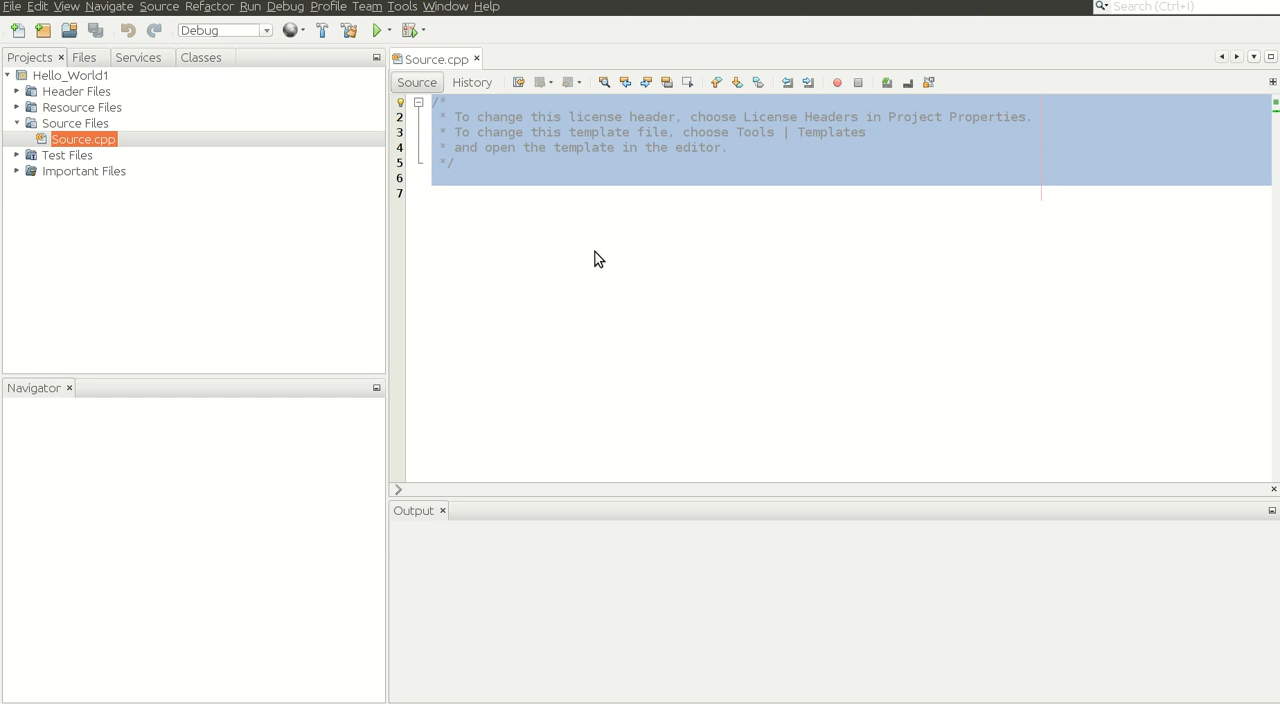 File Edit View Navigate Source Refactor Run Debug Profile Team Tools Window Help
Search (Ctrl+I)
Debug
Projects Files Services Classes
Hello_World1
Header Files
Resource Files
Source Files
Source.cpp
Test Files
Important Files
Navigator
Source.cpp
Source History
/*
2 * To change this license header, choose License Headers in Project Properties.
3 * To change this template file, choose Tools | Templates
4 * and open the template in the editor.
5 */
6
7
Output